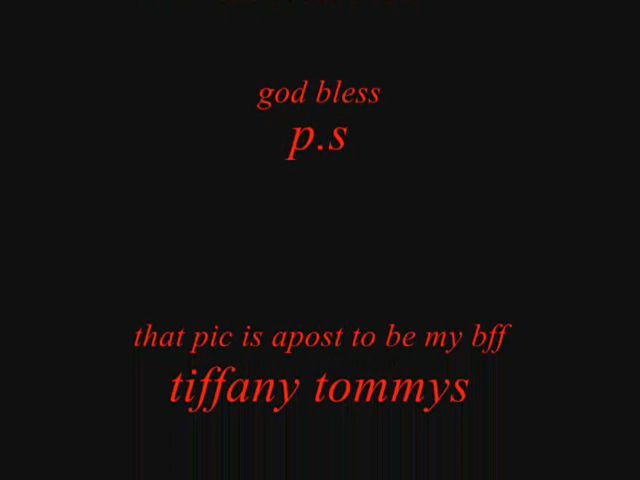 god bless
p.s
that pic is apost to be my bff
tiffany tommys